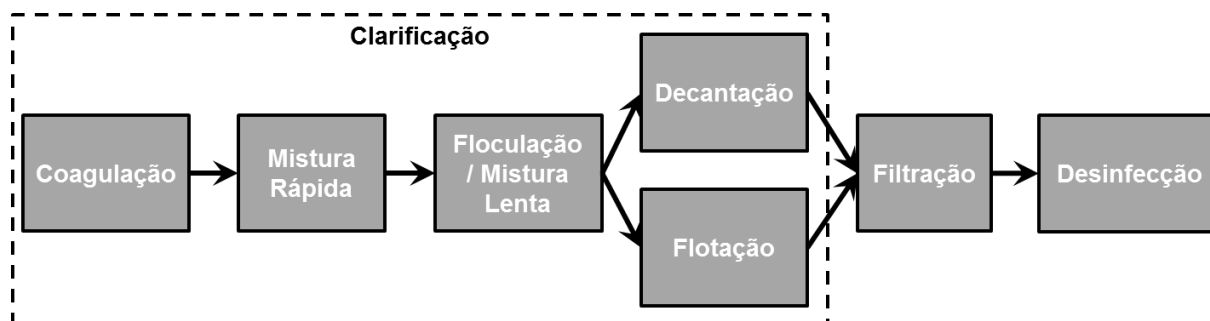 Clarificação
Coagulação
Mistura
Rápida
Floculação
/ Mistura
Lenta
Decantação
Flotação
Filtração
Desinfecção